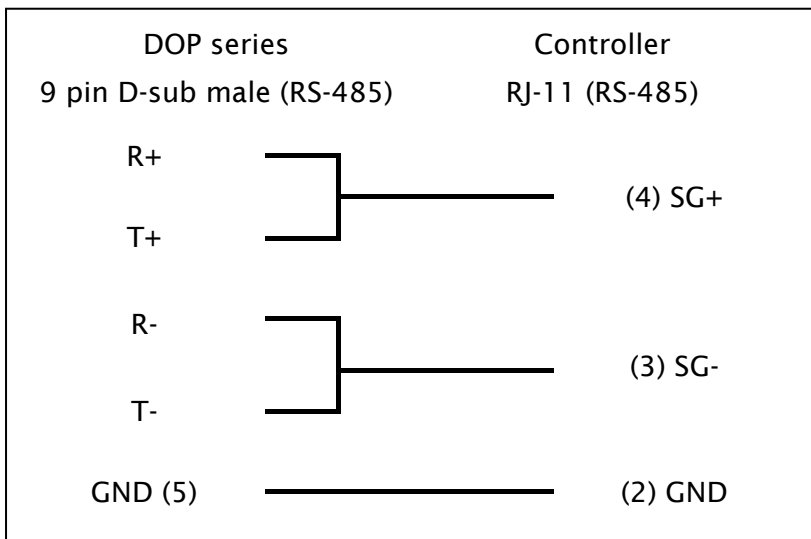 DOP series Controller
9 pin D-sub male (RS-485) RJ-11 (RS-485)
R+
(4) SG+
T+
R-
(3) SG-
T-
GND (5) (2) GND